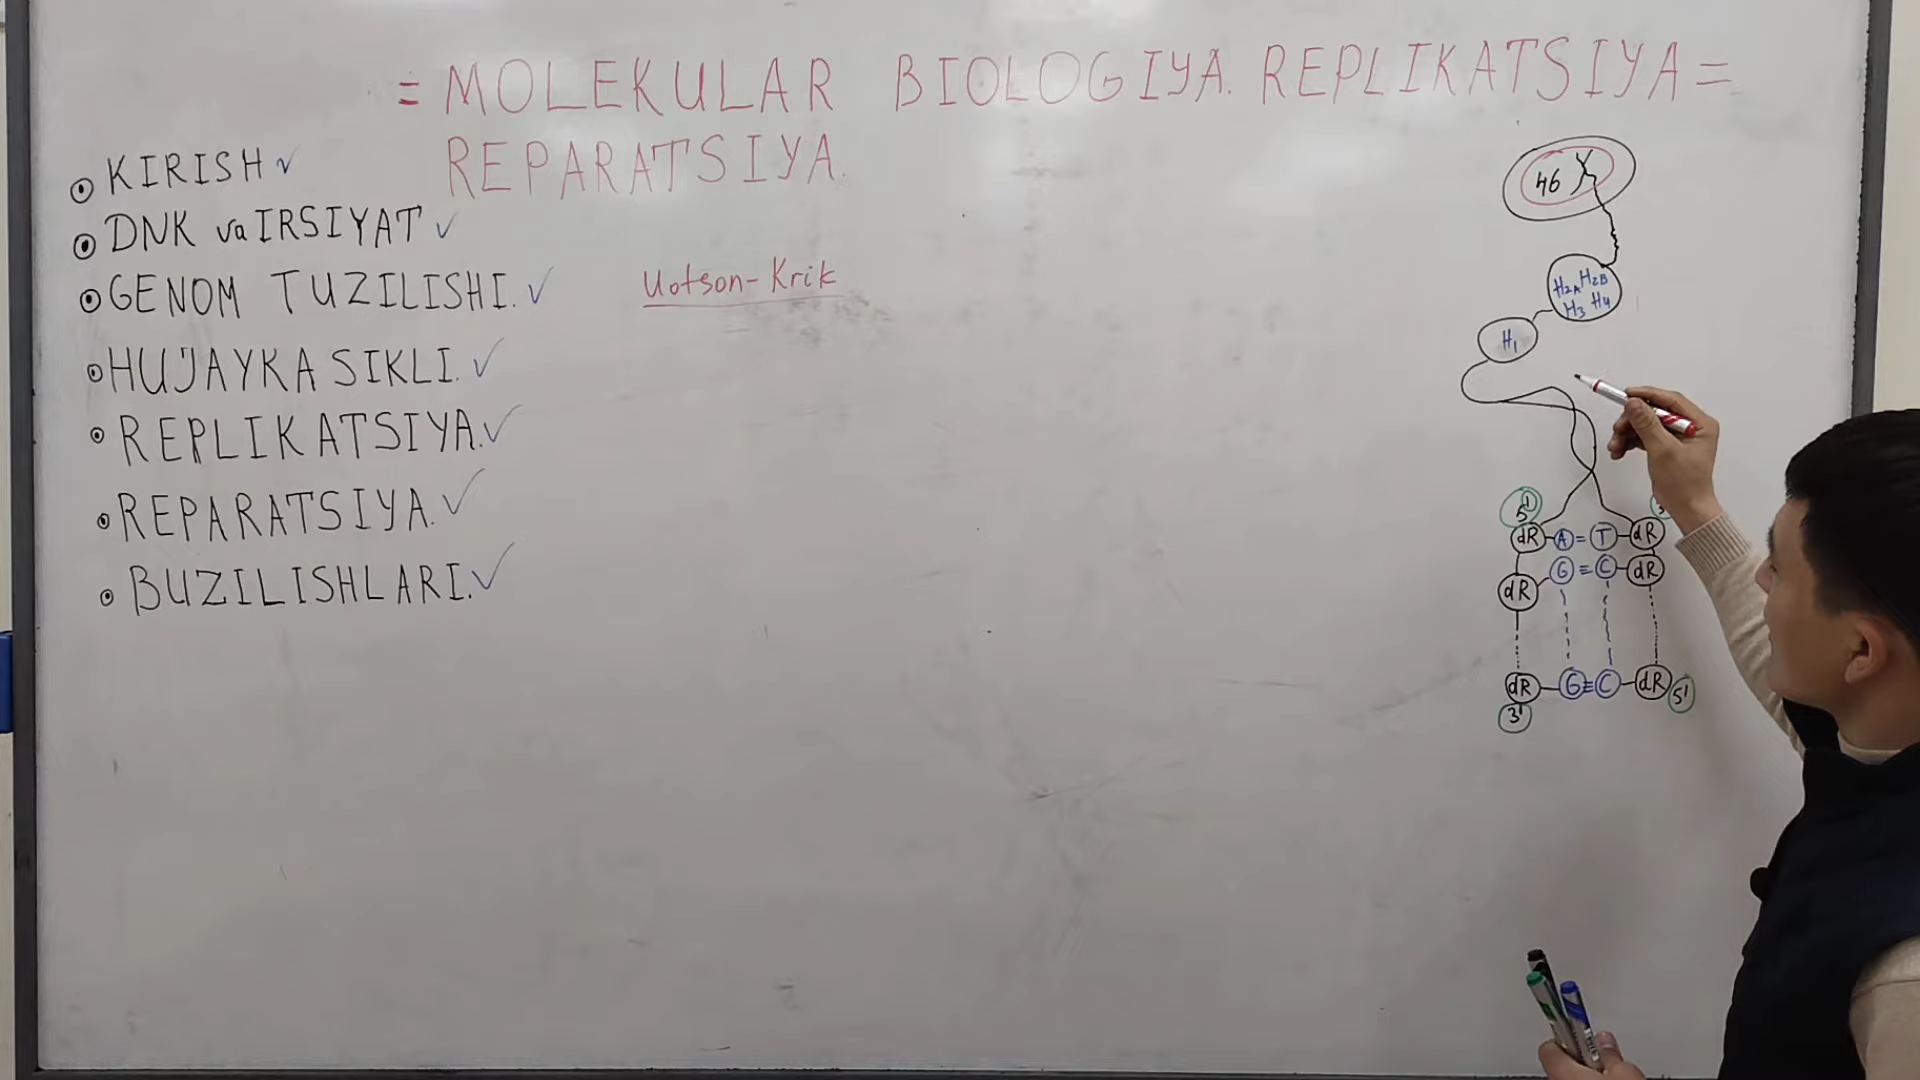 = MOLEKULAR BIOLOGIYA. REPLIKATSIYA =
REPARATSIYA.
KIRISH ✓
DNK va IRSIYAT ✓
GENOM TUZILISHI. ✓
HUJAYRA SIKLI. ✓
REPLIKATSIYA. ✓
REPARATSIYA. ✓
BUZILISHLARI. ✓
Uotson-Krik
46
H2A H2B
H3 H4
H1
5'
dR A = T dR
dR G ≡ C dR
dR G ≡ C dR
3' 5'